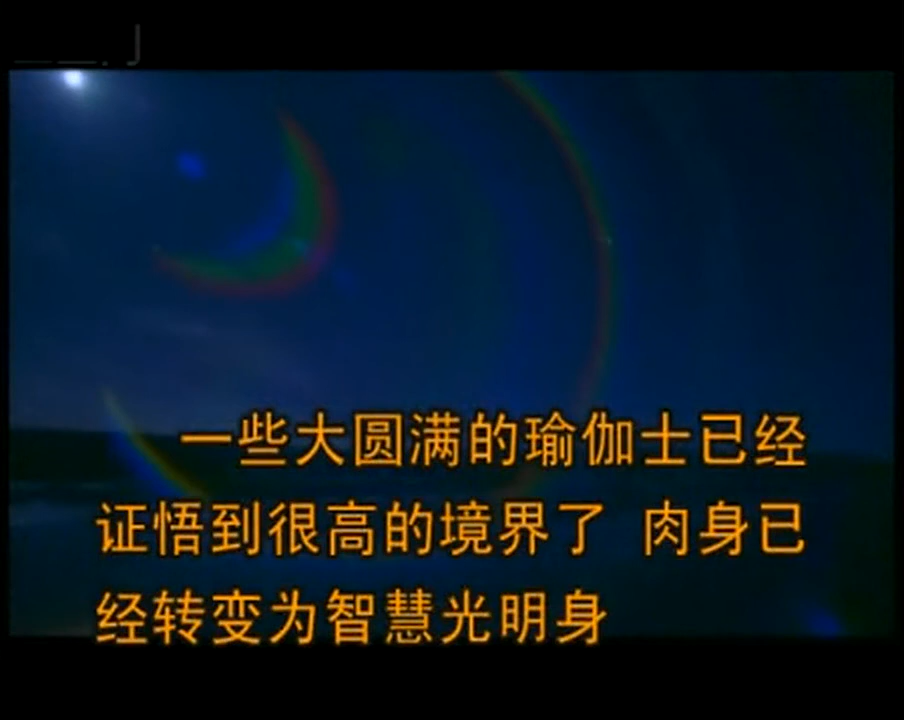 一些大圆满的瑜伽士已经
证悟到很高的境界了 肉身已
经转变为智慧光明身